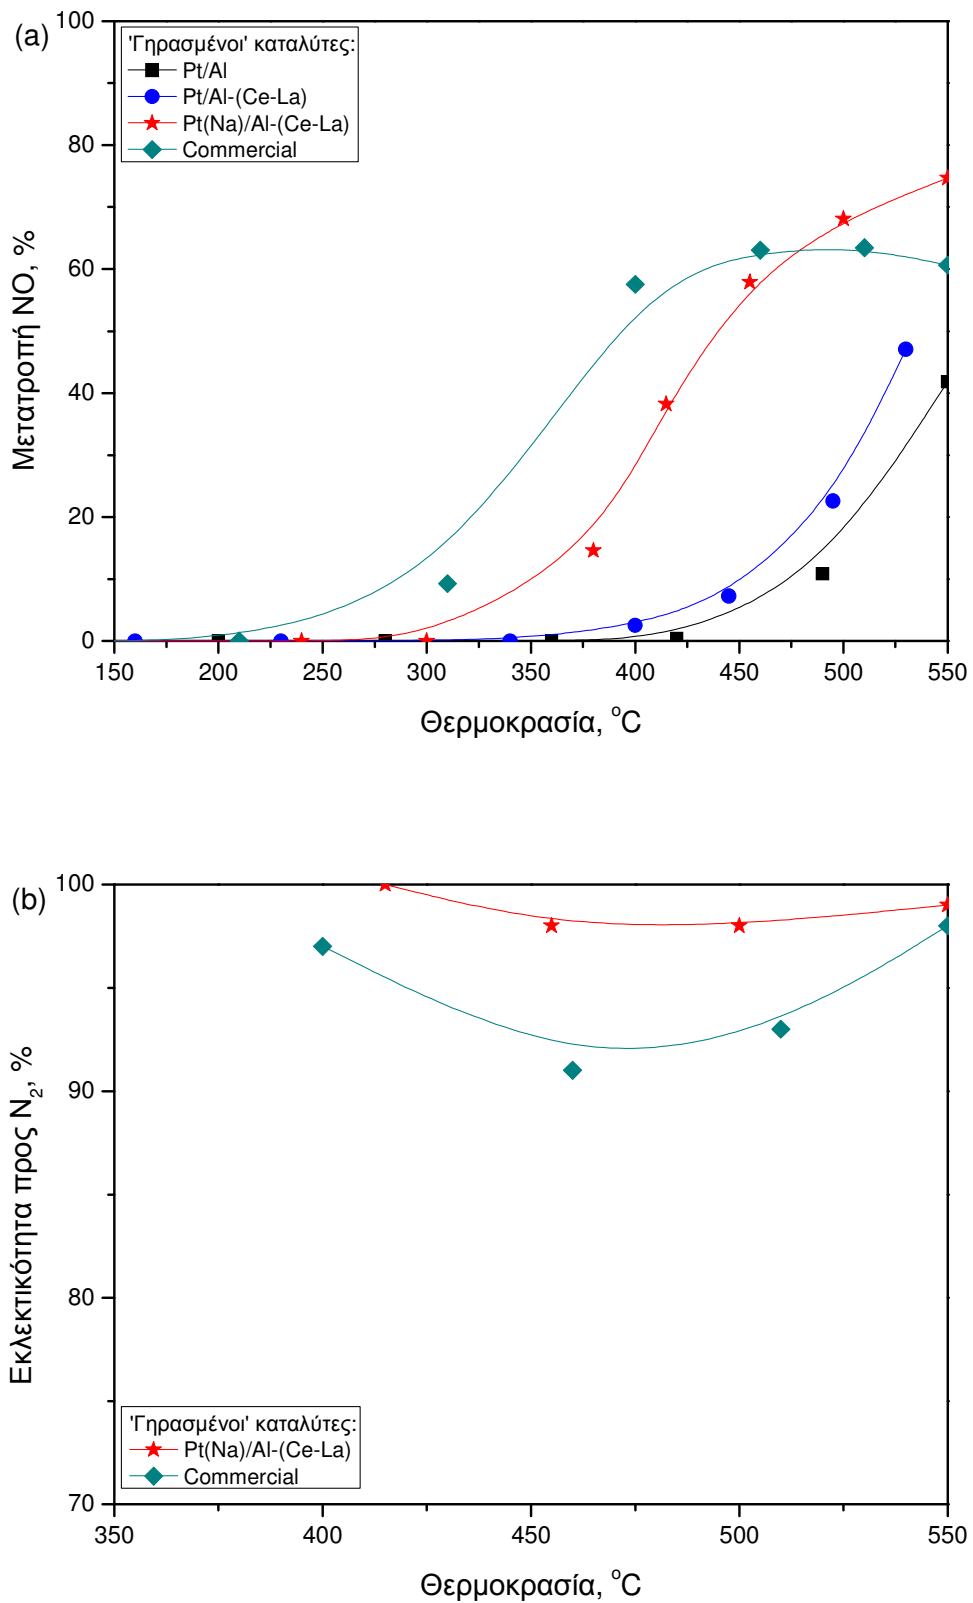 (a)
'Γηρασμένοι' καταλύτες:
Pt/Al
Pt/Al-(Ce-La)
Pt(Na)/Al-(Ce-La)
Commercial
100
80
60
40
20
0
Μετατροπή NO, %
150 200 250 300 350 400 450 500 550
Θερμοκρασία, °C
(b)
100
90
80
70
Εκλεκτικότητα προς N₂, %
'Γηρασμένοι' καταλύτες:
Pt(Na)/Al-(Ce-La)
Commercial
350 400 450 500 550
Θερμοκρασία, °C